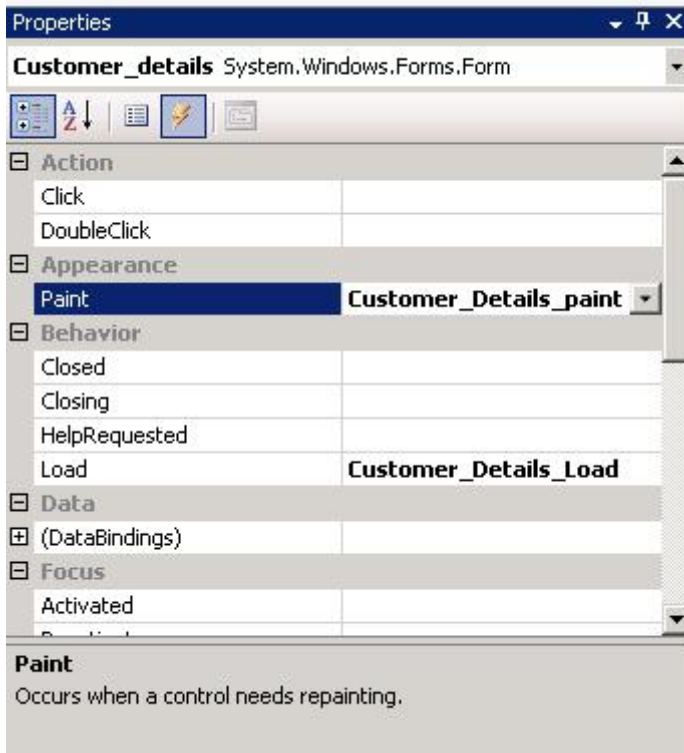 Properties
Customer_details System.Windows.Forms.Form
A
Z
Action
Click
DoubleClick
Appearance
Paint Customer_Details_paint
Behavior
Closed
Closing
HelpRequested
Load Customer_Details_Load
Data
(DataBindings)
Focus
Activated
Paint
Occurs when a control needs repainting.